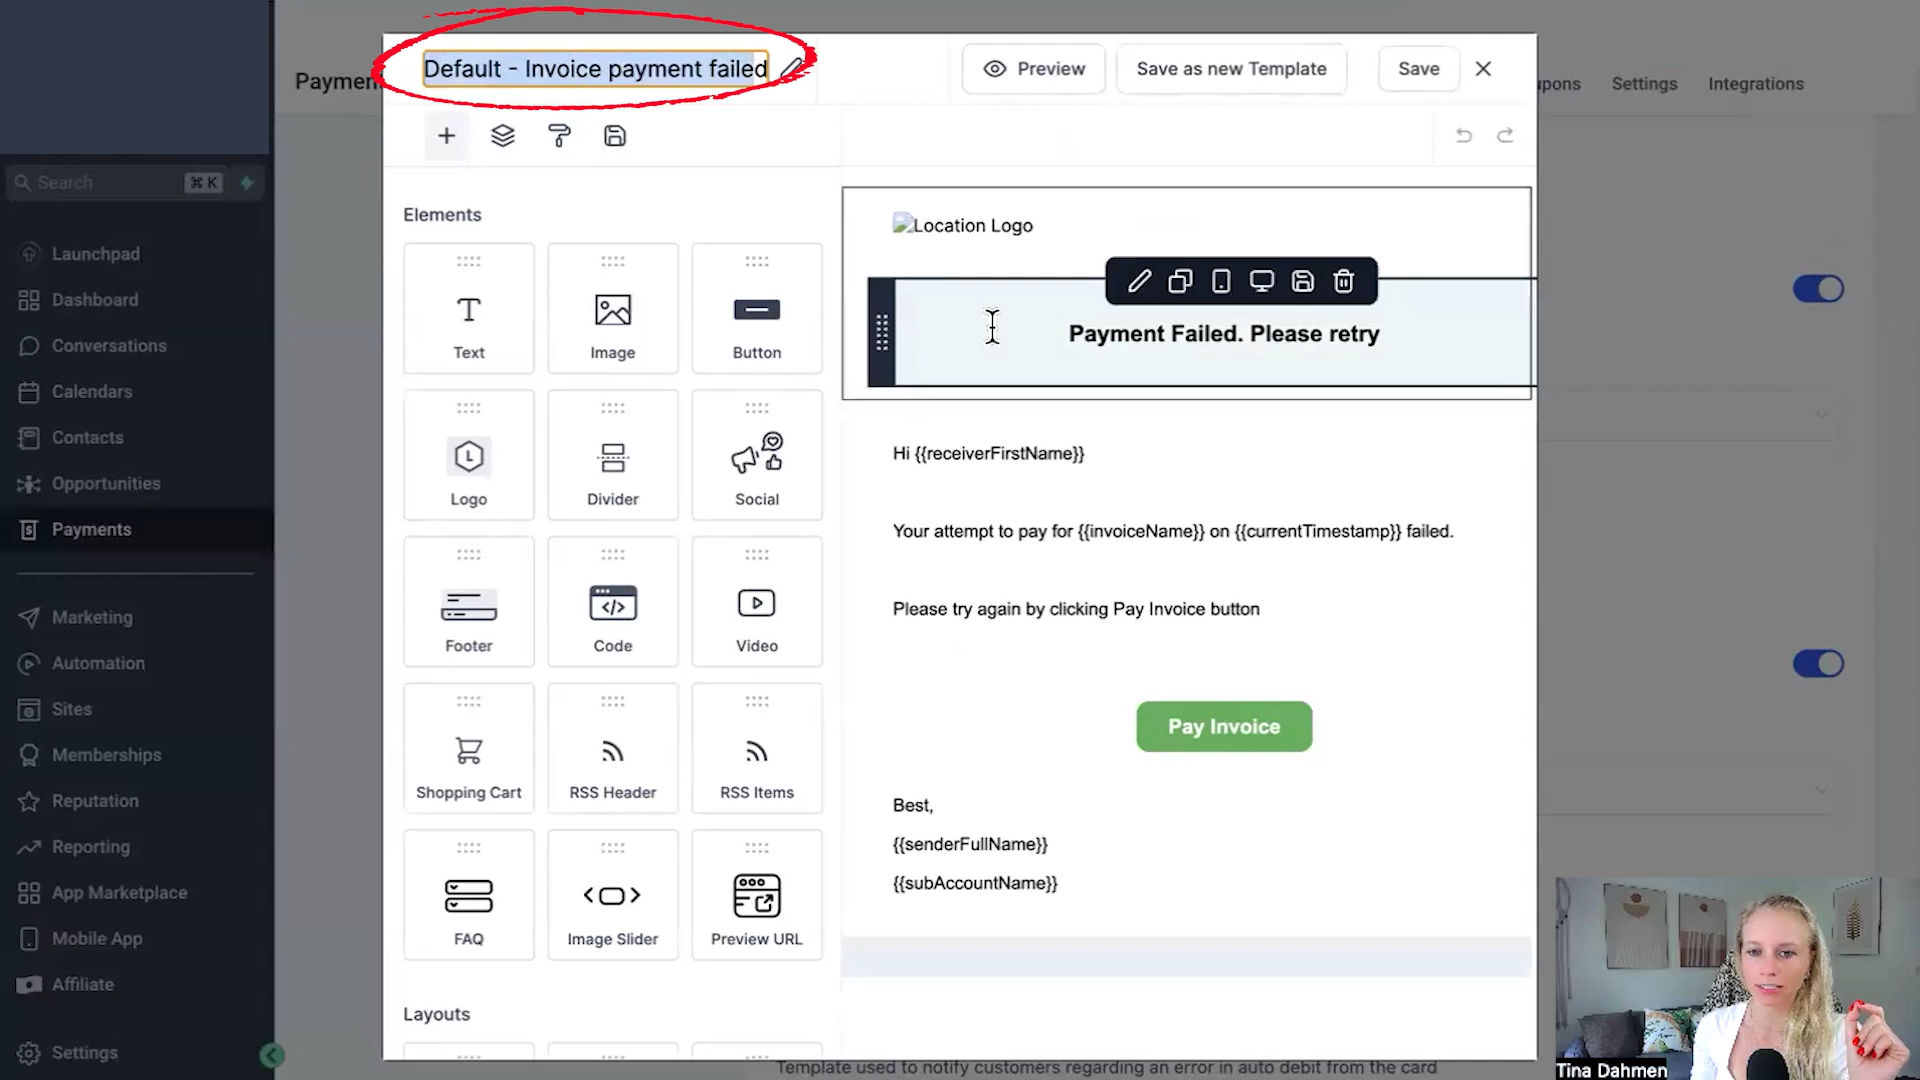 Default - Invoice payment failed
Preview
Save as new Template
Save
Paymen
upons
Settings
Integrations
Search
⌘ K
Launchpad
Dashboard
Conversations
Calendars
Contacts
Opportunities
Payments
Marketing
Automation
Sites
Memberships
Reputation
Reporting
App Marketplace
Mobile App
Affiliate
Settings
Elements
Text
Image
Button
Logo
Divider
Social
Footer
Code
Video
Shopping Cart
RSS Header
RSS Items
FAQ
Image Slider
Preview URL
Layouts
Location Logo
Payment Failed. Please retry
Hi {{receiverFirstName}}
Your attempt to pay for {{invoiceName}} on {{currentTimestamp}} failed.
Please try again by clicking Pay Invoice button
Pay Invoice
Best,
{{senderFullName}}
{{subAccountName}}
Template used to notify customers regarding an error in auto debit from the card
Tina Dahmen